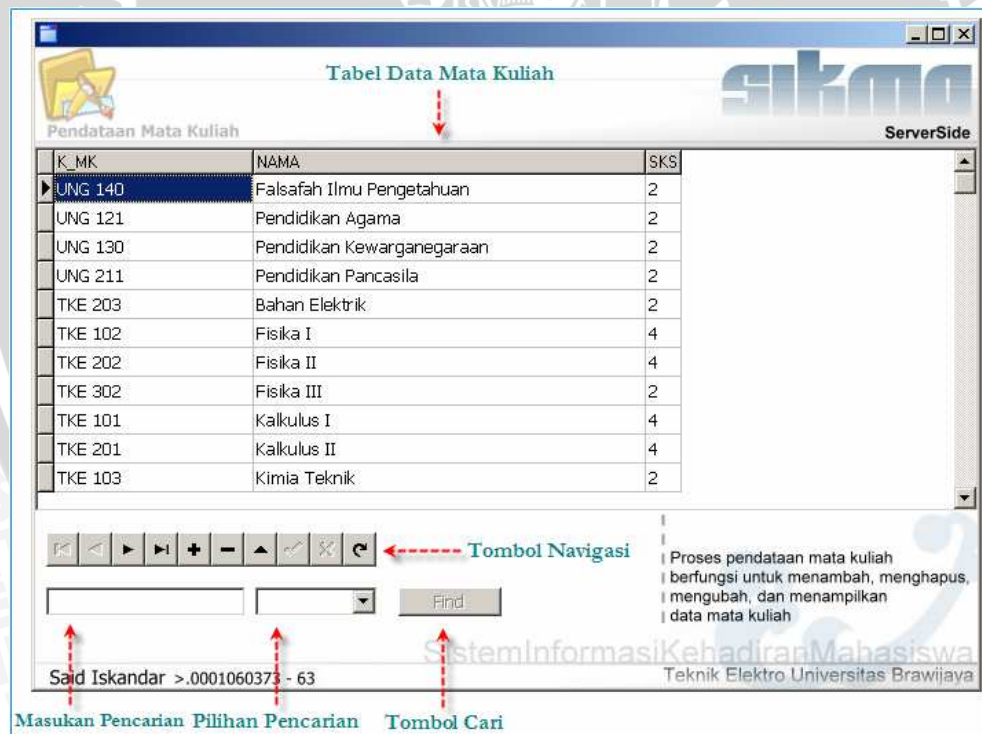 Tabel Data Mata Kuliah
sikma
Pendataan Mata Kuliah
ServerSide
K_MK NAMA SKS
UNG 140 Falsafah Ilmu Pengetahuan 2
UNG 121 Pendidikan Agama 2
UNG 130 Pendidikan Kewarganegaraan 2
UNG 211 Pendidikan Pancasila 2
TKE 203 Bahan Elektrik 2
TKE 102 Fisika I 4
TKE 202 Fisika II 4
TKE 302 Fisika III 2
TKE 101 Kalkulus I 4
TKE 201 Kalkulus II 4
TKE 103 Kimia Teknik 2
Tombol Navigasi
Proses pendataan mata kuliah
berfungsi untuk menambah, menghapus,
mengubah, dan menampilkan
data mata kuliah
Find
SistemInformasiKehadiranMahasiswa
Said Iskandar >.0001060373 - 63
Teknik Elektro Universitas Brawijaya
Masukan Pencarian Pilihan Pencarian Tombol Cari